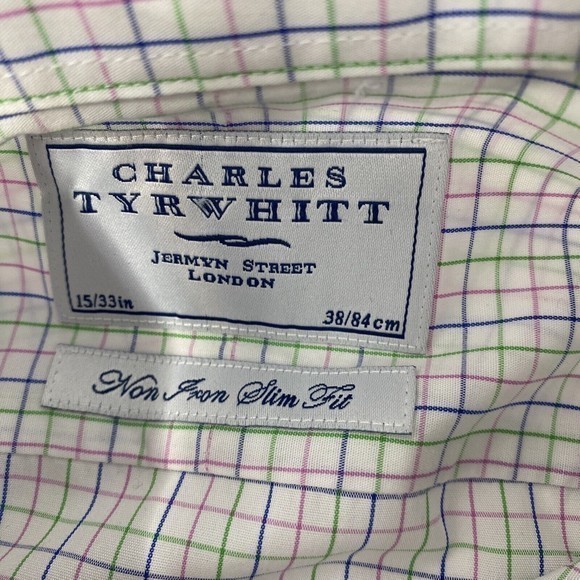 CHARLES
TYRWHITT
JERMYN STREET
LONDON
15/33in
38/84cm
Non Iron Slim Fit